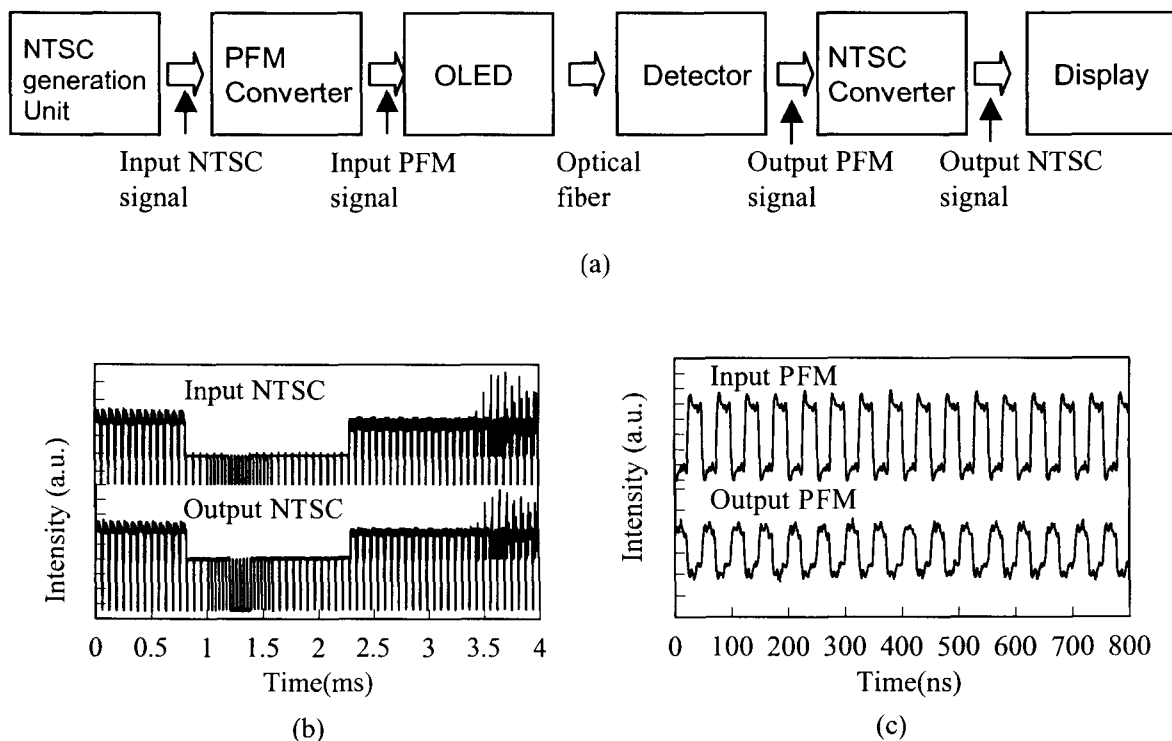 NTSC generation Unit
PFM Converter
OLED
Detector
NTSC Converter
Display
Input NTSC signal
Input PFM signal
Optical fiber
Output PFM signal
Output NTSC signal
(a)
Input NTSC
Output NTSC
Intensity (a.u.)
0 0.5 1 1.5 2 2.5 3 3.5 4
Time(ms)
(b)
Input PFM
Output PFM
Intensity (a.u.)
0 100 200 300 400 500 600 700 800
Time(ns)
(c)